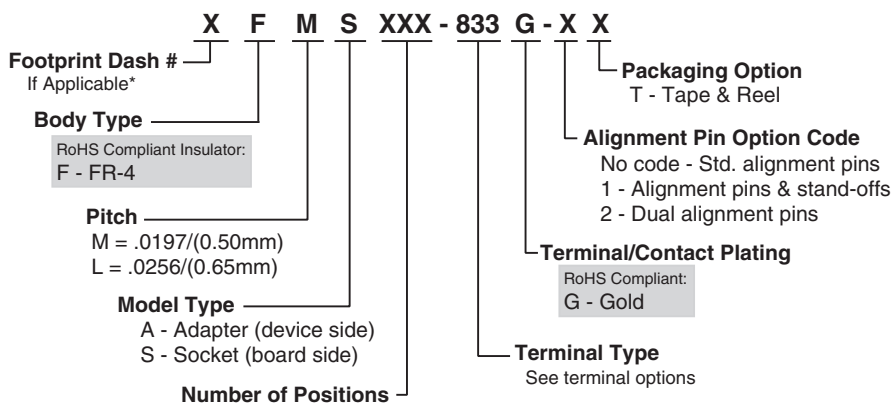 X F M S XXX - 833 G - X X
Footprint Dash #
If Applicable*
Packaging Option
T - Tape & Reel
Body Type
RoHS Compliant Insulator:
F - FR-4
Alignment Pin Option Code
No code - Std. alignment pins
1 - Alignment pins & stand-offs
2 - Dual alignment pins
Pitch
M = .0197/(0.50mm)
L = .0256/(0.65mm)
Terminal/Contact Plating
RoHS Compliant:
G - Gold
Model Type
A - Adapter (device side)
S - Socket (board side)
Terminal Type
See terminal options
Number of Positions